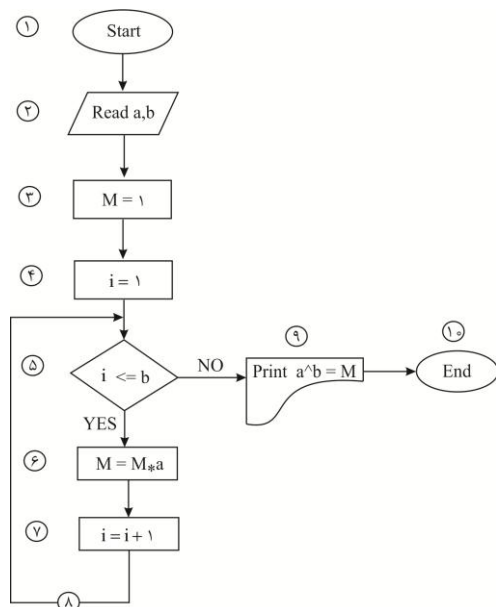 ۱ Start
۲ Read a,b
۳ M = ۱
۴ i = ۱
۵ i <= b NO
۹ Print a^b = M
۱۰ End
YES
۶ M = M*a
۷ i = i + ۱
۸